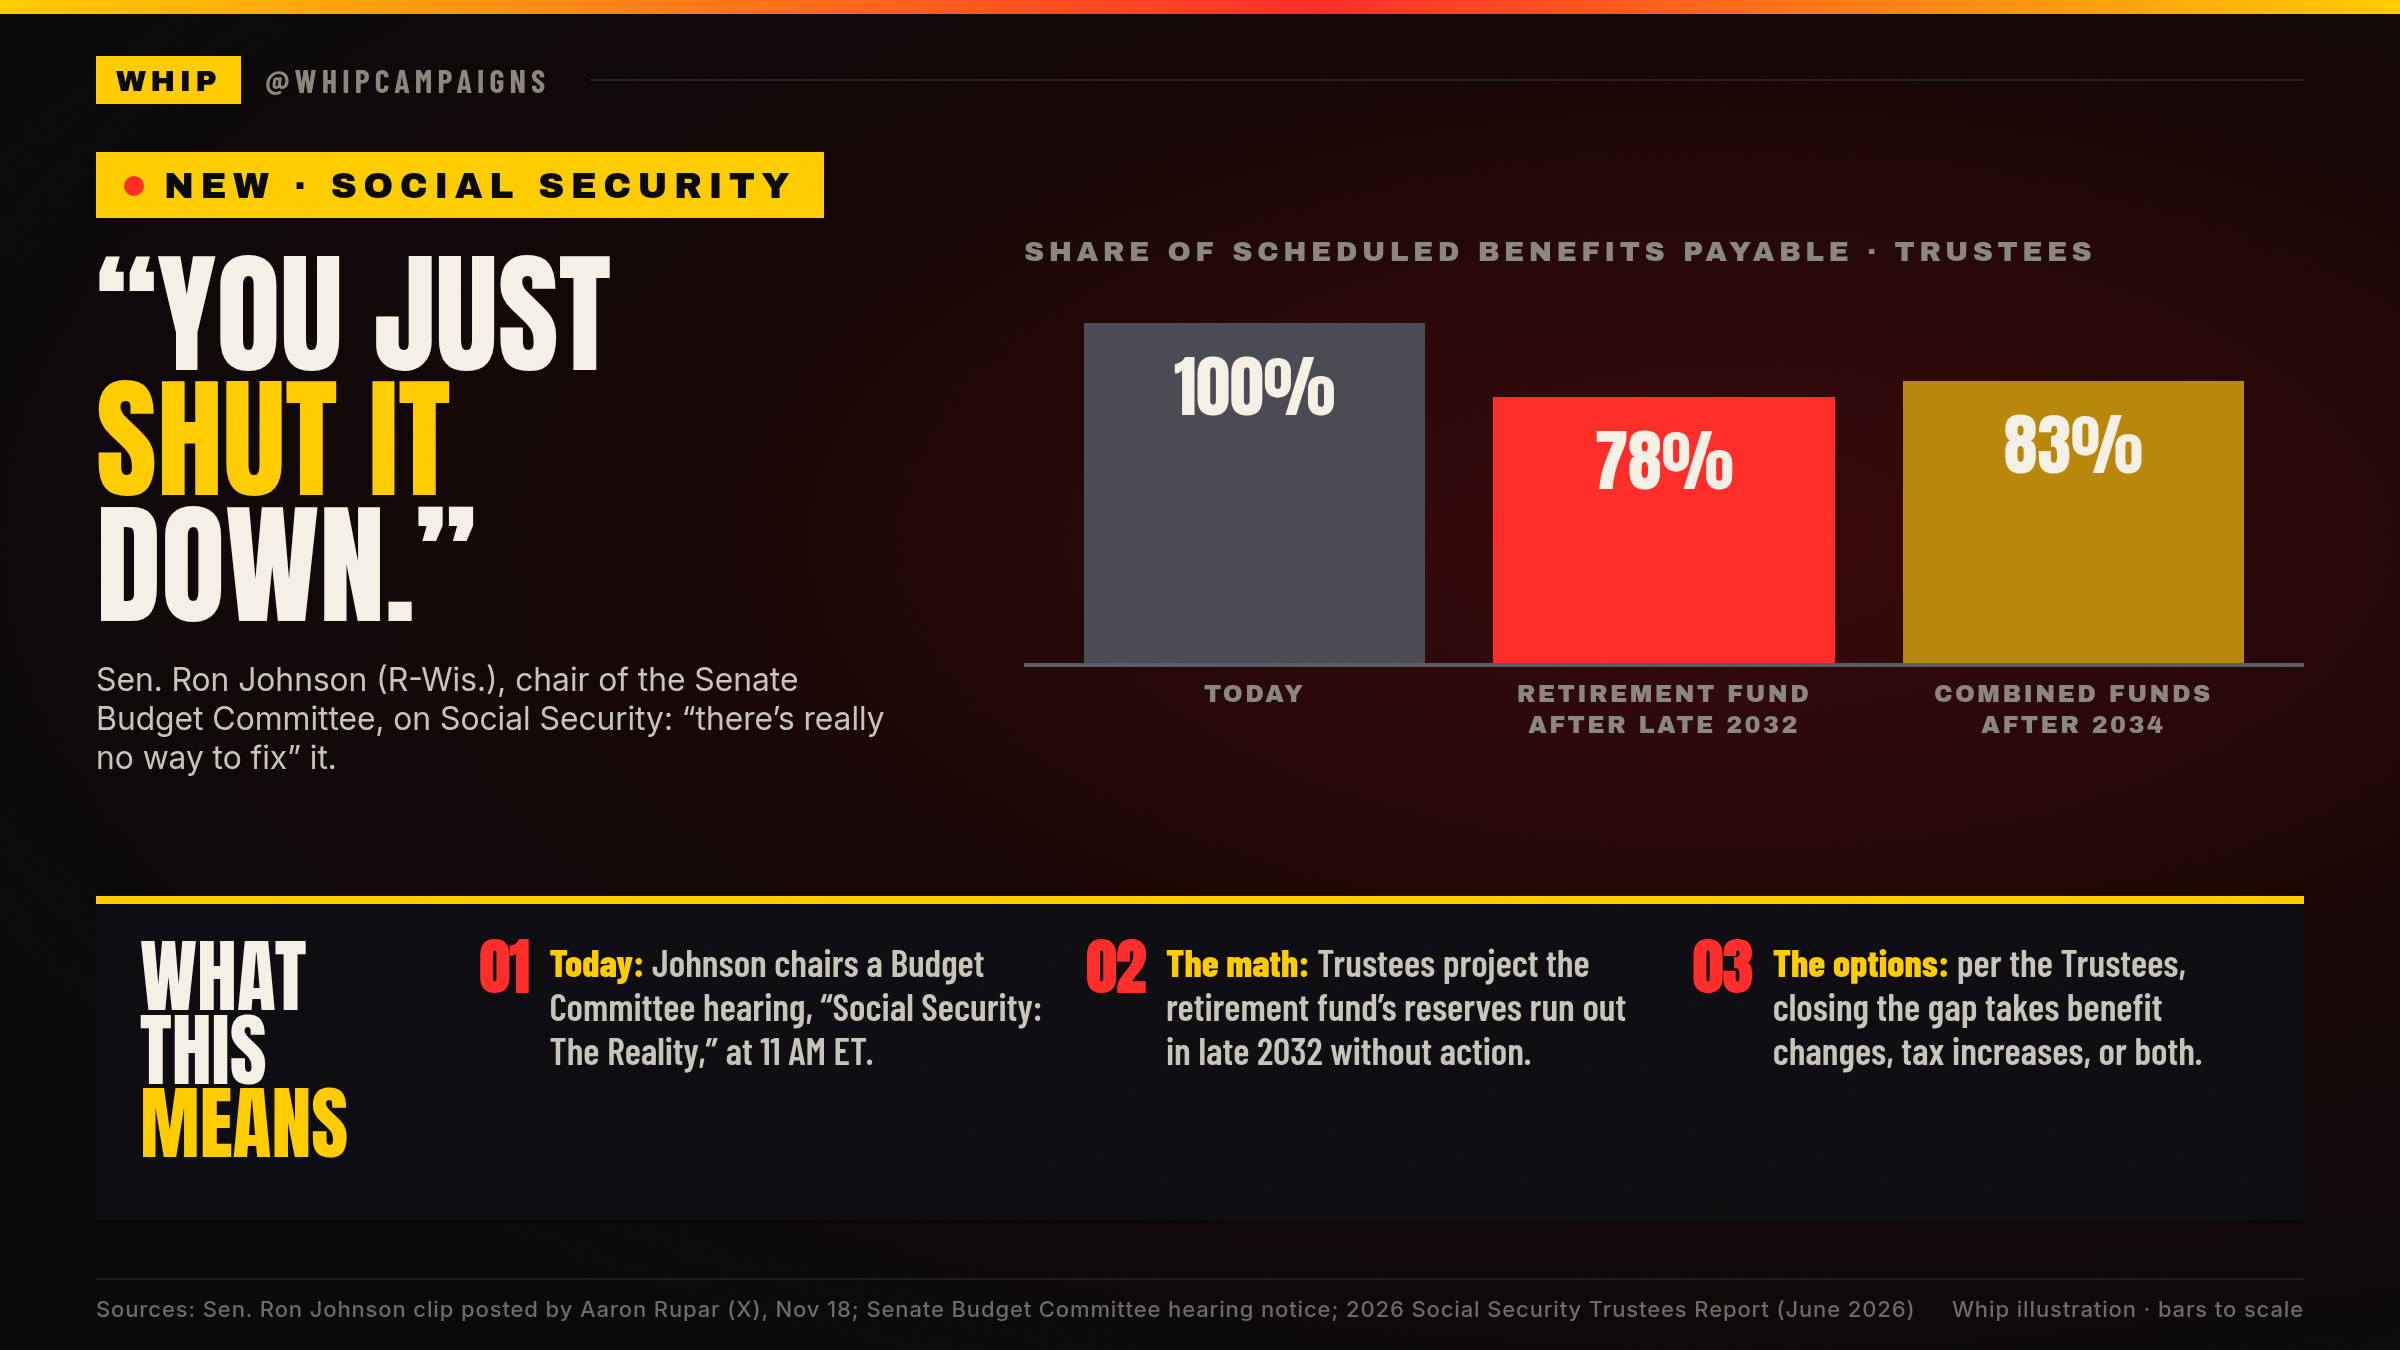 WHIP @WHIPCAMPAIGNS
NEW · SOCIAL SECURITY
“YOU JUST
SHUT IT
DOWN.”
Sen. Ron Johnson (R-Wis.), chair of the Senate
Budget Committee, on Social Security: “there’s really
no way to fix” it.
SHARE OF SCHEDULED BENEFITS PAYABLE · TRUSTEES
100%
78%
83%
TODAY
RETIREMENT FUND
AFTER LATE 2032
COMBINED FUNDS
AFTER 2034
WHAT
THIS
MEANS
01 Today: Johnson chairs a Budget
Committee hearing, “Social Security:
The Reality,” at 11 AM ET.
02 The math: Trustees project the
retirement fund’s reserves run out
in late 2032 without action.
03 The options: per the Trustees,
closing the gap takes benefit
changes, tax increases, or both.
Sources: Sen. Ron Johnson clip posted by Aaron Rupar (X), Nov 18; Senate Budget Committee hearing notice; 2026 Social Security Trustees Report (June 2026)
Whip illustration · bars to scale